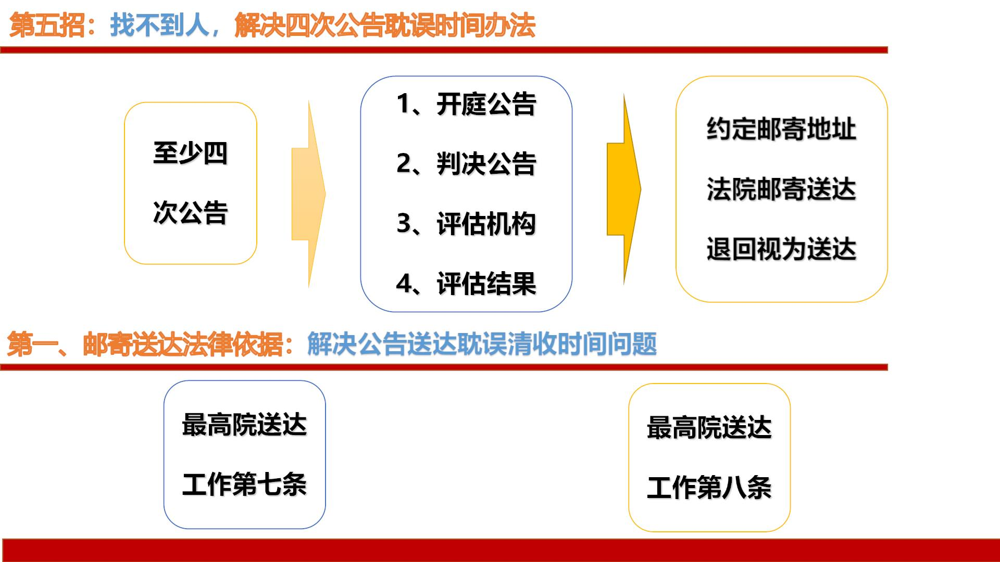 第五招：找不到人，解决四次公告耽误时间办法
至少四
次公告
1、开庭公告
2、判决公告
3、评估机构
4、评估结果
约定邮寄地址
法院邮寄送达
退回视为送达
第一、邮寄送达法律依据：解决公告送达耽误清收时间问题
最高院送达
工作第七条
最高院送达
工作第八条